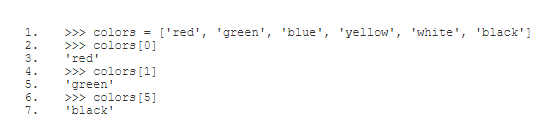 1. >>> colors = ['red', 'green', 'blue', 'yellow', 'white', 'black']
2. >>> colors[0]
3. 'red'
4. >>> colors[1]
5. 'green'
6. >>> colors[5]
7. 'black'